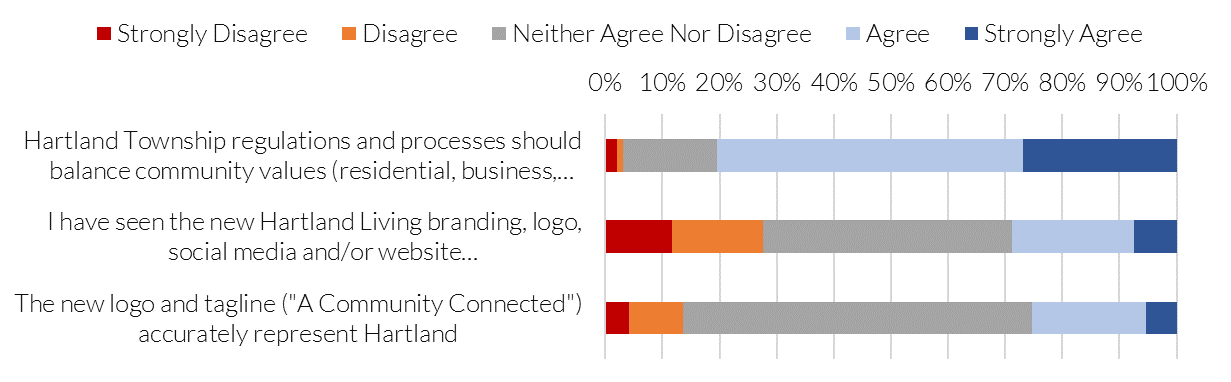 Strongly Disagree Disagree Neither Agree Nor Disagree Agree Strongly Agree
0% 10% 20% 30% 40% 50% 60% 70% 80% 90% 100%
Hartland Township regulations and processes should
balance community values (residential, business,...
I have seen the new Hartland Living branding, logo,
social media and/or website...
The new logo and tagline ("A Community Connected")
accurately represent Hartland